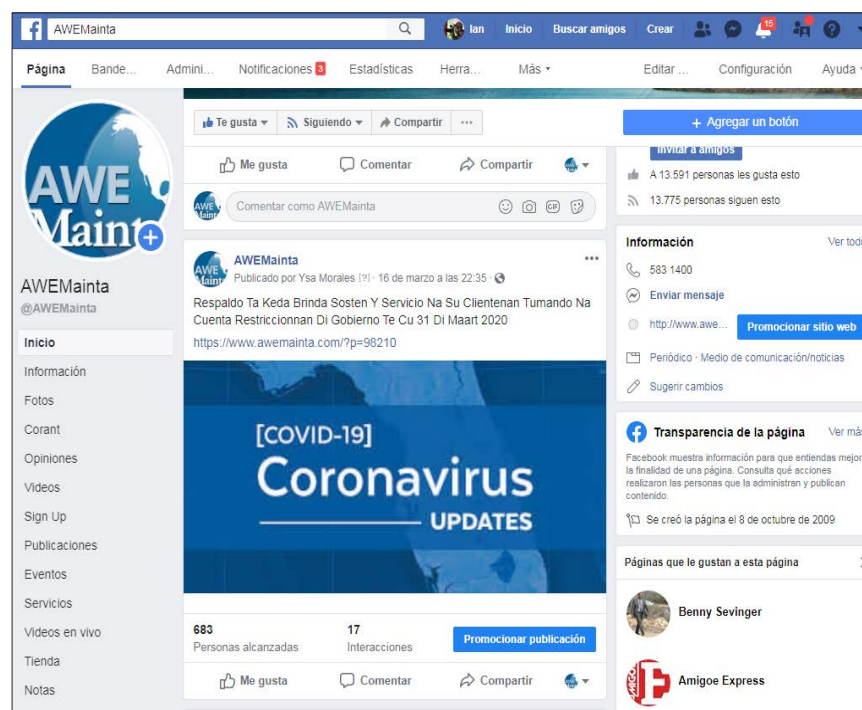 AWEMainta
Ian
Inicio
Buscar amigos
Crear
15
Página
Bande...
Admini...
Notificaciones 3
Estadísticas
Herra...
Más
Editar ...
Configuración
Ayuda
AWE
Mainta
AWEMainta
@AWEMainta
Inicio
Información
Fotos
Corant
Opiniones
Videos
Sign Up
Publicaciones
Eventos
Servicios
Videos en vivo
Tienda
Notas
Te gusta
Siguiendo
Compartir
...
Me gusta
Comentar
Compartir
Comentar como AWEMainta
GIF
AWEMainta
Publicado por Ysa Morales [?] · 16 de marzo a las 22:35 ·
Respaldo Ta Keda Brinda Sosten Y Servicio Na Su Clientenan Tumando Na
Cuenta Restriccionnan Di Gobierno Te Cu 31 Di Maart 2020
https://www.awemainta.com/?p=98210
[COVID-19]
Coronavirus
UPDATES
683
Personas alcanzadas
17
Interacciones
Promocionar publicación
Me gusta
Comentar
Compartir
+ Agregar un botón
Invitar a amigos
A 13.591 personas les gusta esto
13.775 personas siguen esto
Información
Ver todo
583 1400
Enviar mensaje
http://www.awe...
Promocionar sitio web
Periódico · Medio de comunicación/noticias
Sugerir cambios
Transparencia de la página
Ver más
Facebook muestra información para que entiendas mejor
la finalidad de una página. Consulta qué acciones
realizaron las personas que la administran y publican
contenido.
Se creó la página el 8 de octubre de 2009
Páginas que le gustan a esta página
Benny Sevinger
Amigoe Express